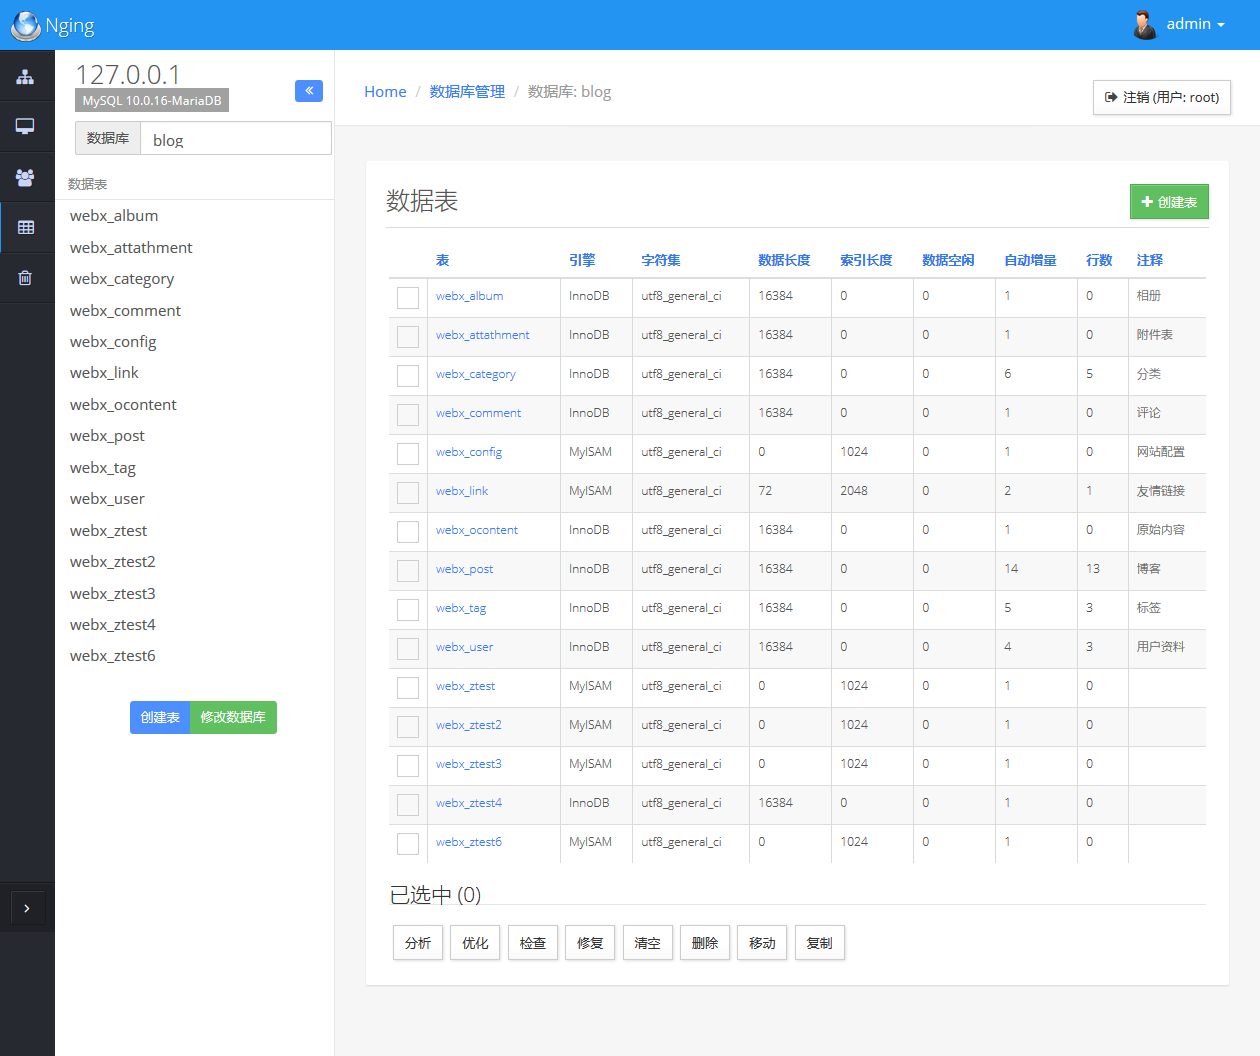 Nging
admin
127.0.0.1
MySQL 10.0.16-MariaDB
«
数据库 blog
数据表
webx_album
webx_attathment
webx_category
webx_comment
webx_config
webx_link
webx_ocontent
webx_post
webx_tag
webx_user
webx_ztest
webx_ztest2
webx_ztest3
webx_ztest4
webx_ztest6
创建表 修改数据库
Home / 数据库管理 / 数据库: blog
注销 (用户: root)
数据表
创建表
表 引擎 字符集 数据长度 索引长度 数据空闲 自动增量 行数 注释
webx_album InnoDB utf8_general_ci 16384 0 0 1 0 相册
webx_attathment InnoDB utf8_general_ci 16384 0 0 1 0 附件表
webx_category InnoDB utf8_general_ci 16384 0 0 6 5 分类
webx_comment InnoDB utf8_general_ci 16384 0 0 1 0 评论
webx_config MyISAM utf8_general_ci 0 1024 0 1 0 网站配置
webx_link MyISAM utf8_general_ci 72 2048 0 2 1 友情链接
webx_ocontent InnoDB utf8_general_ci 16384 0 0 1 0 原始内容
webx_post InnoDB utf8_general_ci 16384 0 0 14 13 博客
webx_tag InnoDB utf8_general_ci 16384 0 0 5 3 标签
webx_user InnoDB utf8_general_ci 16384 0 0 4 3 用户资料
webx_ztest MyISAM utf8_general_ci 0 1024 0 1 0
webx_ztest2 MyISAM utf8_general_ci 0 1024 0 1 0
webx_ztest3 MyISAM utf8_general_ci 0 1024 0 1 0
webx_ztest4 InnoDB utf8_general_ci 16384 0 0 1 0
webx_ztest6 MyISAM utf8_general_ci 0 1024 0 1 0
已选中 (0)
分析 优化 检查 修复 清空 删除 移动 复制